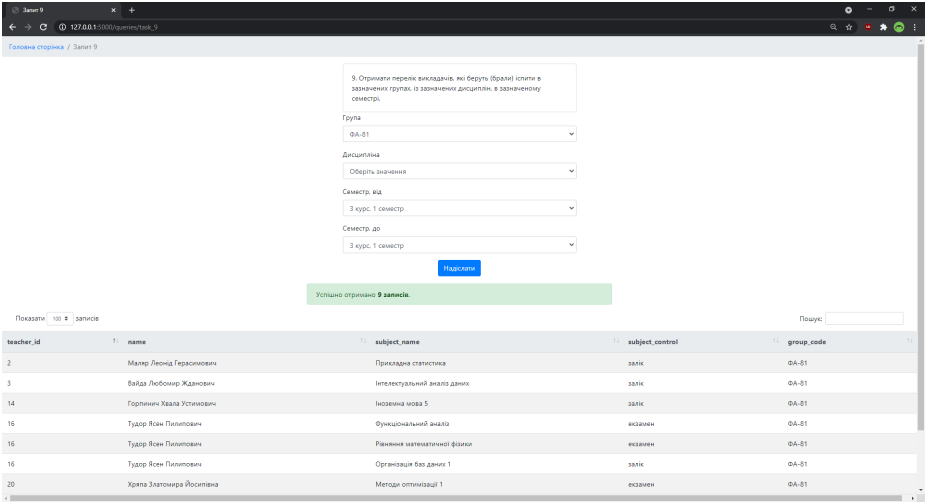 Запит 9
127.0.0.1:5000/queries/task_9
Головна сторінка / Запит 9
9. Отримати перелік викладачів, які беруть (брали) іспити в
зазначених групах, із зазначених дисциплін, в зазначеному
семестрі.
Група
ФА-81
Дисципліна
Оберіть значення
Семестр, від
3 курс. 1 семестр
Семестр, до
3 курс. 1 семестр
Надіслати
Успішно отримано 9 записів.
Показати 100 записів
Пошук:
teacher_id name subject_name subject_control group_code
2 Маляр Леонід Герасимович Прикладна статистика залік ФА-81
3 Вайда Любомир Жданович Інтелектуальний аналіз даних залік ФА-81
14 Горпинич Хвала Устимович Іноземна мова 5 залік ФА-81
16 Тудор Ясен Пилипович Функціональний аналіз екзамен ФА-81
16 Тудор Ясен Пилипович Рівняння математичної фізики екзамен ФА-81
16 Тудор Ясен Пилипович Організація баз даних 1 залік ФА-81
20 Хряпа Златомира Йосипівна Методи оптимізації 1 екзамен ФА-81